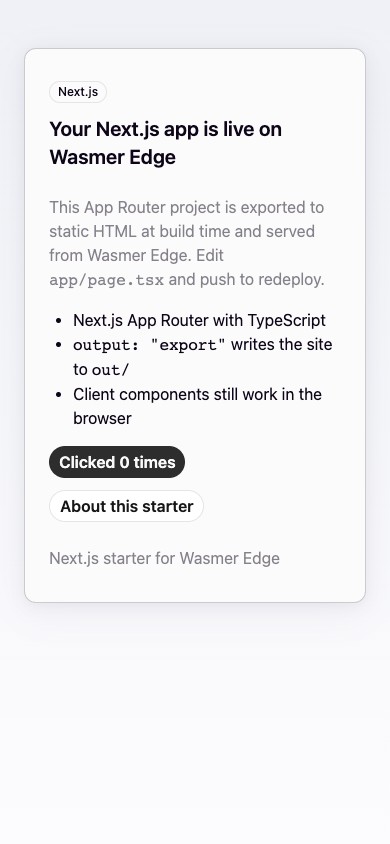 Next.js
Your Next.js app is live on
Wasmer Edge
This App Router project is exported to
static HTML at build time and served
from Wasmer Edge. Edit
app/page.tsx and push to redeploy.
• Next.js App Router with TypeScript
• output: "export" writes the site
to out/
• Client components still work in the
browser
Clicked 0 times
About this starter
Next.js starter for Wasmer Edge